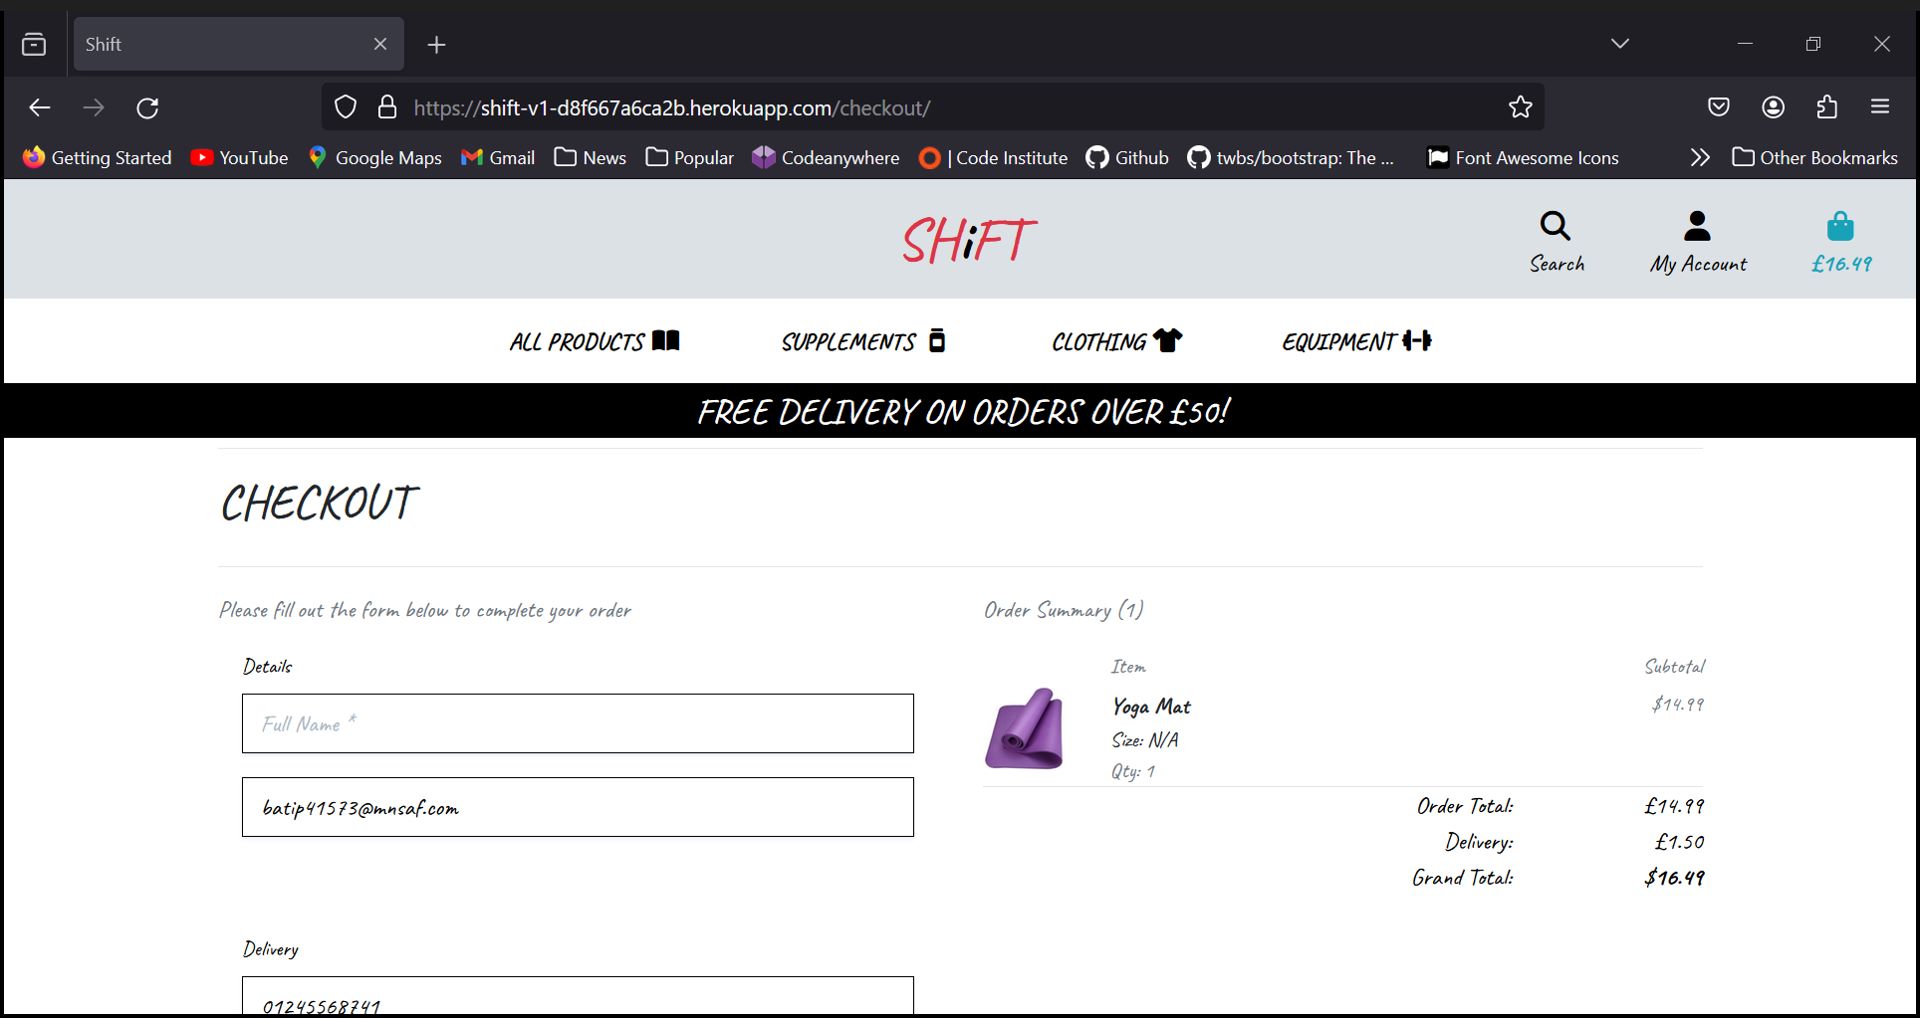 Shift
https://shift-v1-d8f667a6ca2b.herokuapp.com/checkout/
Getting Started YouTube Google Maps Gmail News Popular Codeanywhere | Code Institute Github twbs/bootstrap: The ... Font Awesome Icons Other Bookmarks
SHiFT
Search My Account £16.49
ALL PRODUCTS SUPPLEMENTS CLOTHING EQUIPMENT
FREE DELIVERY ON ORDERS OVER £50!
CHECKOUT
Please fill out the form below to complete your order
Details
Full Name *
batip41573@mnsaf.com
Delivery
01245568741
Order Summary (1)
Item Subtotal
Yoga Mat $14.99
Size: N/A
Qty: 1
Order Total: £14.99
Delivery: £1.50
Grand Total: $16.49